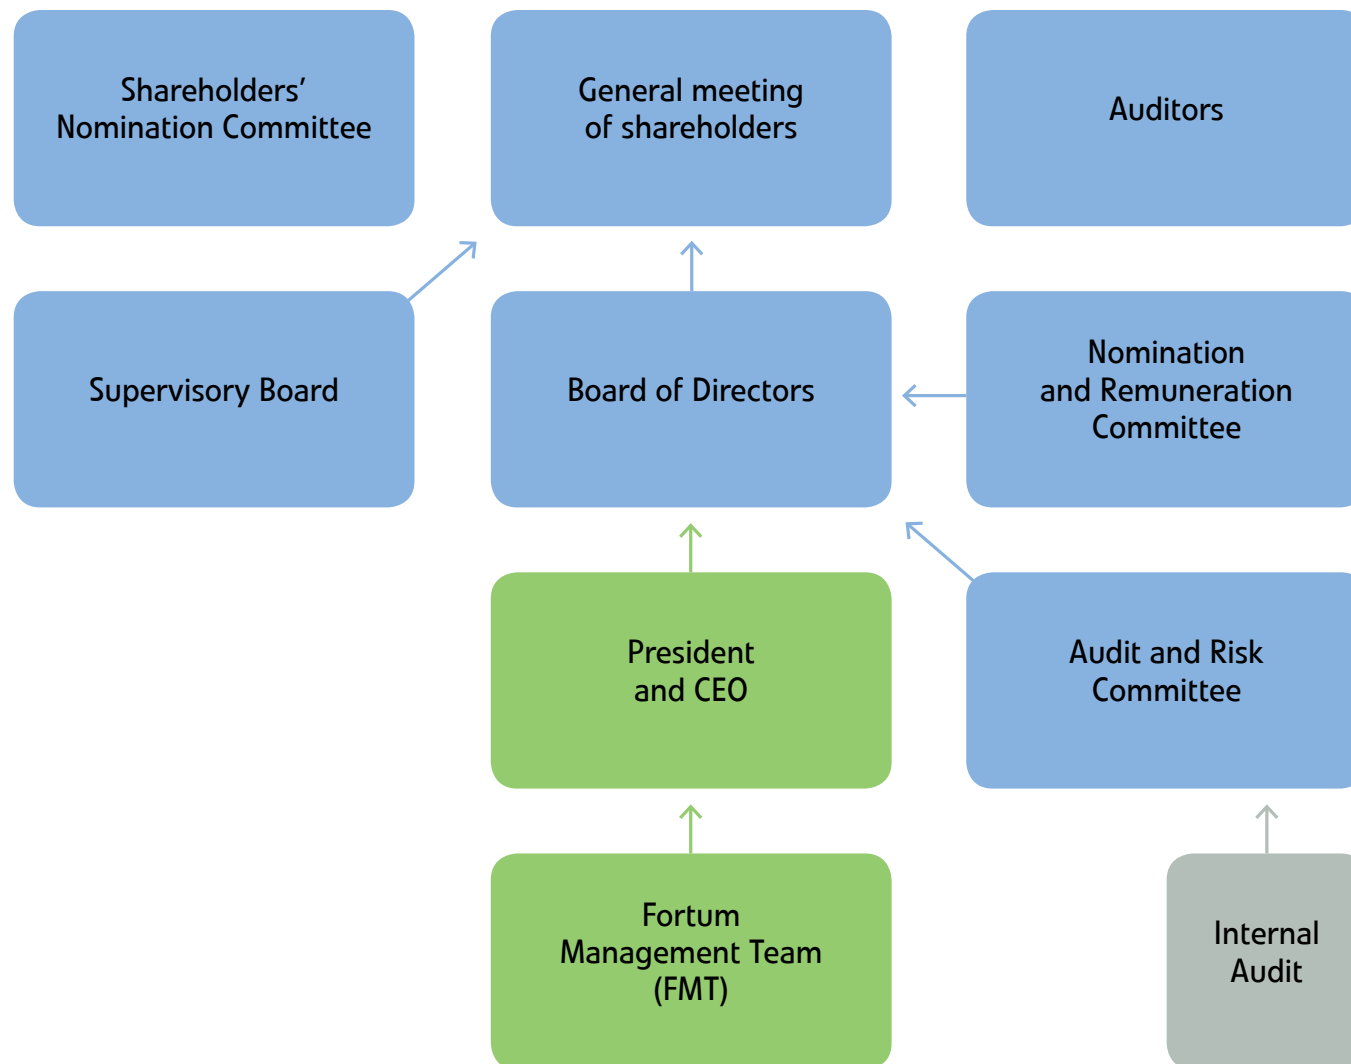 Shareholders’
Nomination Committee
General meeting
of shareholders
Auditors
Supervisory Board
Board of Directors
Nomination
and Remuneration
Committee
President
and CEO
Audit and Risk
Committee
Fortum
Management Team
(FMT)
Internal
Audit